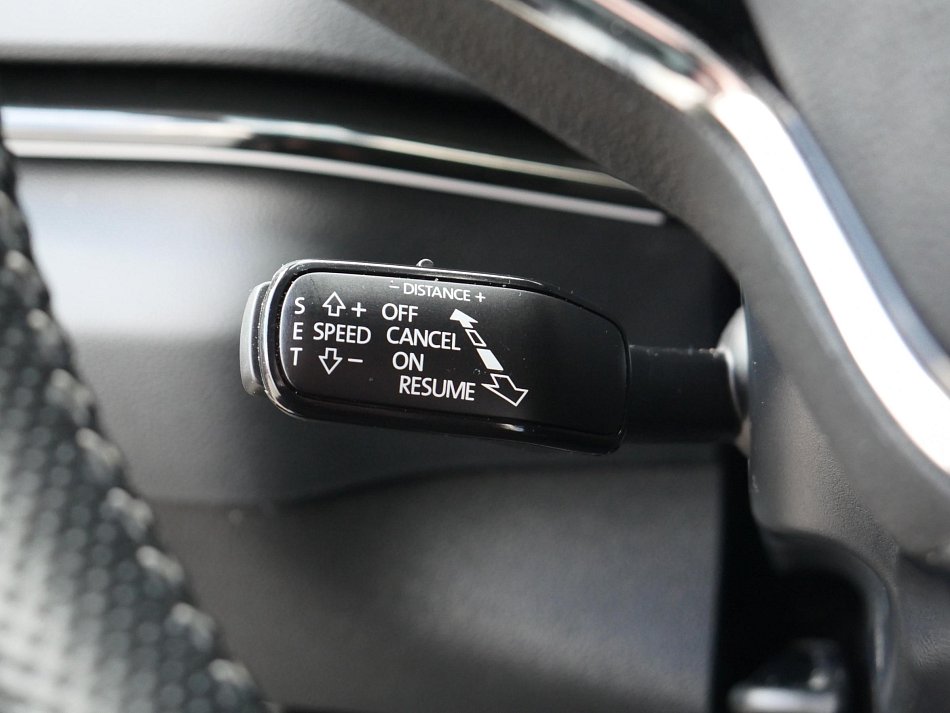 - DISTANCE +
S + OFF
E SPEED CANCEL
T - ON
RESUME